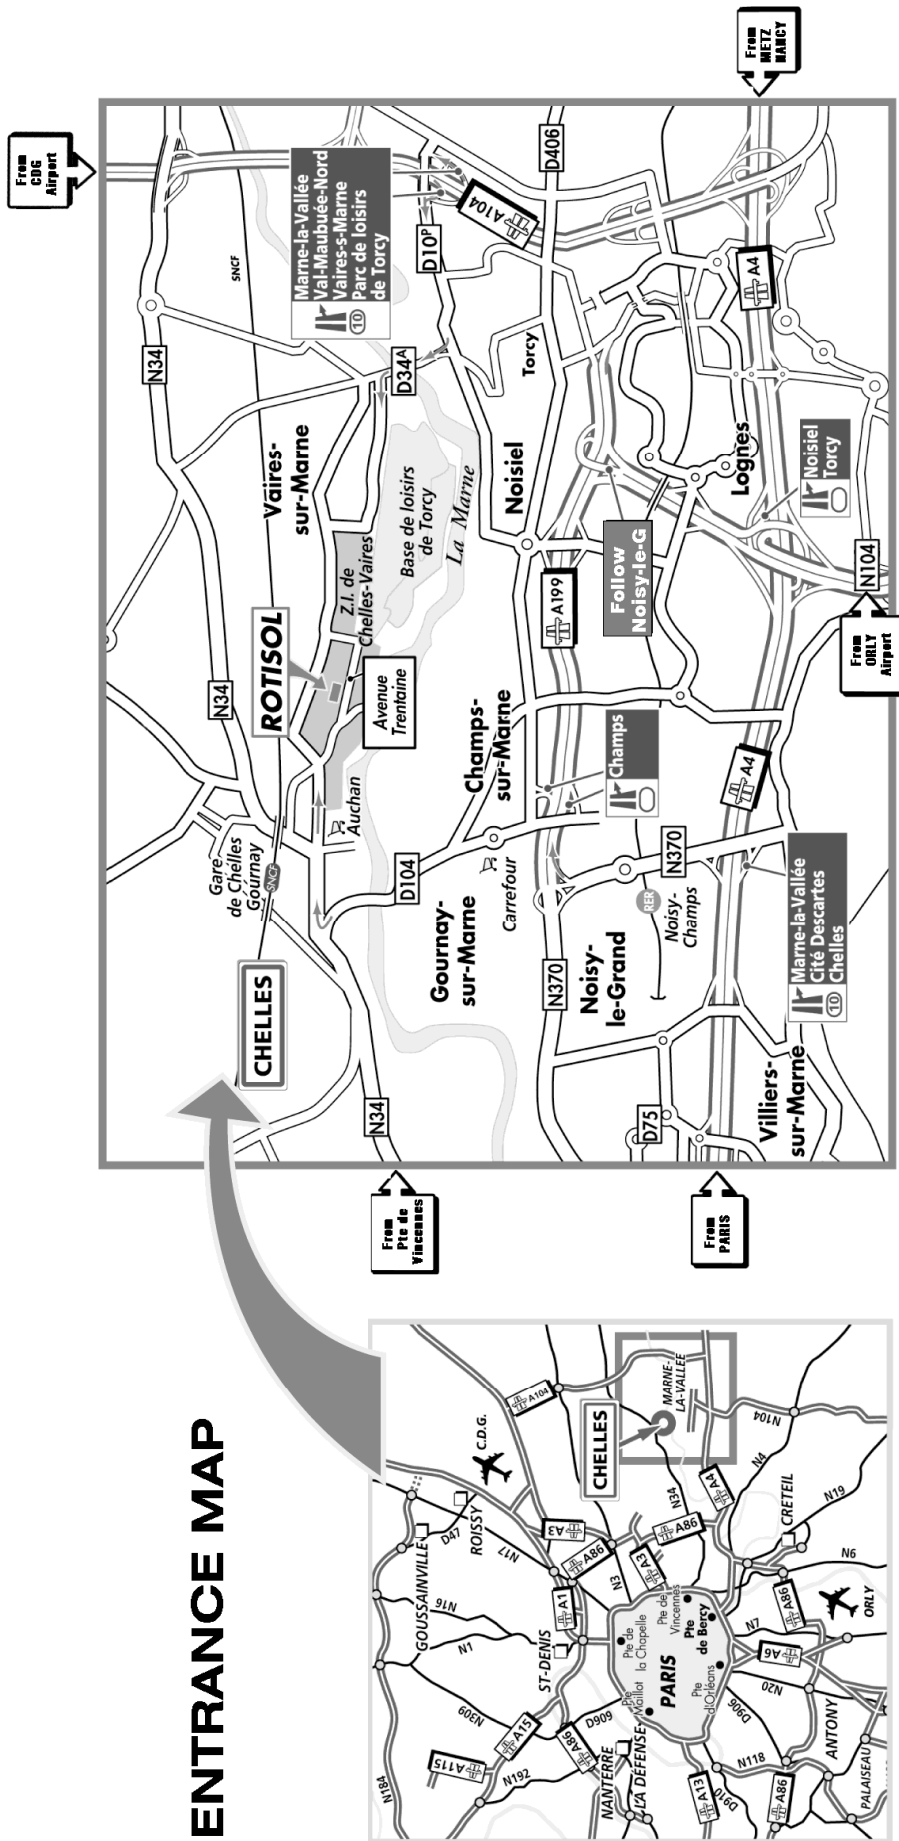 ENTRANCE MAP
N184
A115
N192
N309
A15
N1
N16
GOUSSAINVILLE
D47
ROISSY
N17
C.D.G.
A104
ST-DENIS
A1
A86
A3
A86
D909
NANTERRE
LA DÉFENSE
Pte
Maillot
Pte de
la Chapelle
PARIS
Pte de
Vincennes
Pte
de Bercy
Pte
d'Orléans
N3
A3
A86
N34
A4
CHELLES
MARNE-
LA-VALLEE
N104
N4
CRETEIL
N19
N6
A86
ORLY
N7
A6
N20
D906
N118
D910
A13
A86
ANTONY
PALAISEAU
From
Pte de
Vincennes
From
PARIS
From
CDG
Airport
From
METZ
NANCY
From
ORLY
Airport
CHELLES
N34
Gare
de Chelles
Gournay
SNCF
N34
ROTISOL
Vaires-
sur-Marne
N34
SNCF
Marne-la-Vallée
Val-Maubuée-Nord
Vaires-s-Marne
Parc de loisirs
de Torcy
10
Auchan
Avenue
Trentaine
Z.I. de
Chelles-Vaires
Base de loisirs
de Torcy
La Marne
D34A
D10P
A104
D104
Gournay-
sur-Marne
Carrefour
Champs-
sur-Marne
Noisiel
Torcy
D406
N370
Noisy-
le-Grand
A199
Champs
Follow
Noisy-le-G
RER
Noisy-
Champs
N370
D75
Villiers-
sur-Marne
Marne-la-Vallée
Cité Descartes
Chelles
10
A4
Lognes
A4
Noisiel
Torcy
N104